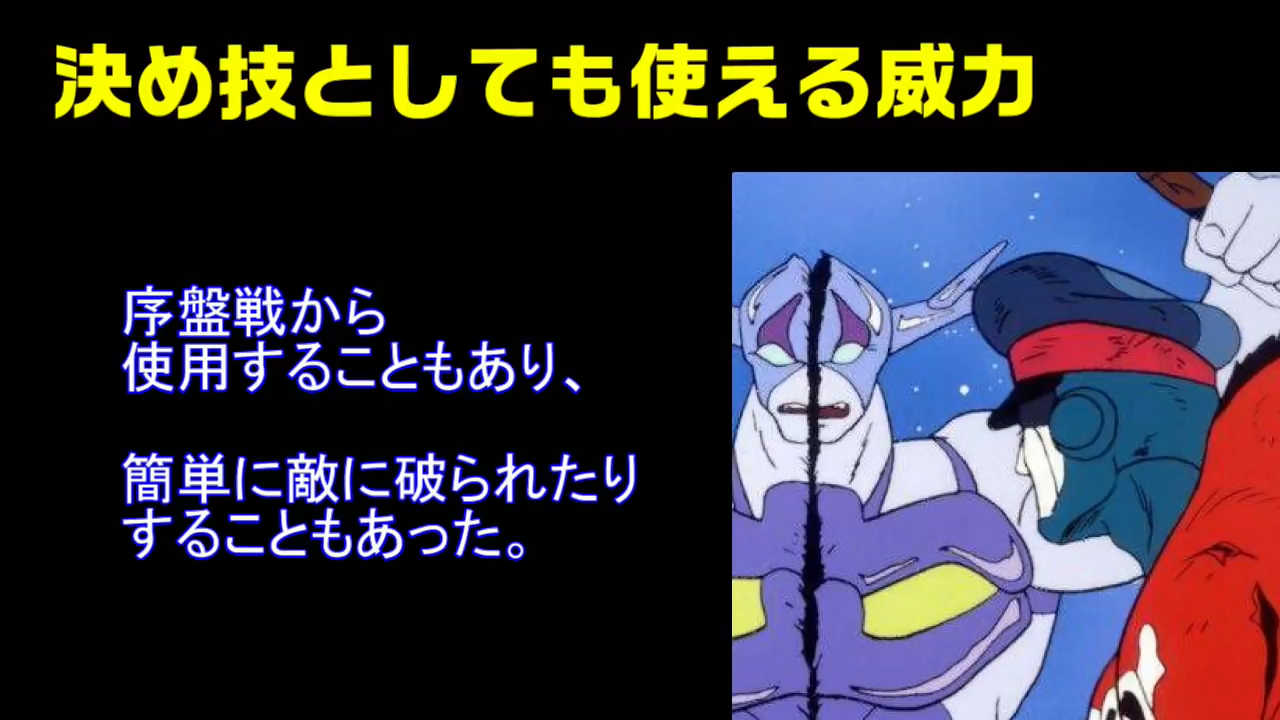 決め技としても使える威力
序盤戦から
使用することもあり、
簡単に敵に破られたり
することもあった。